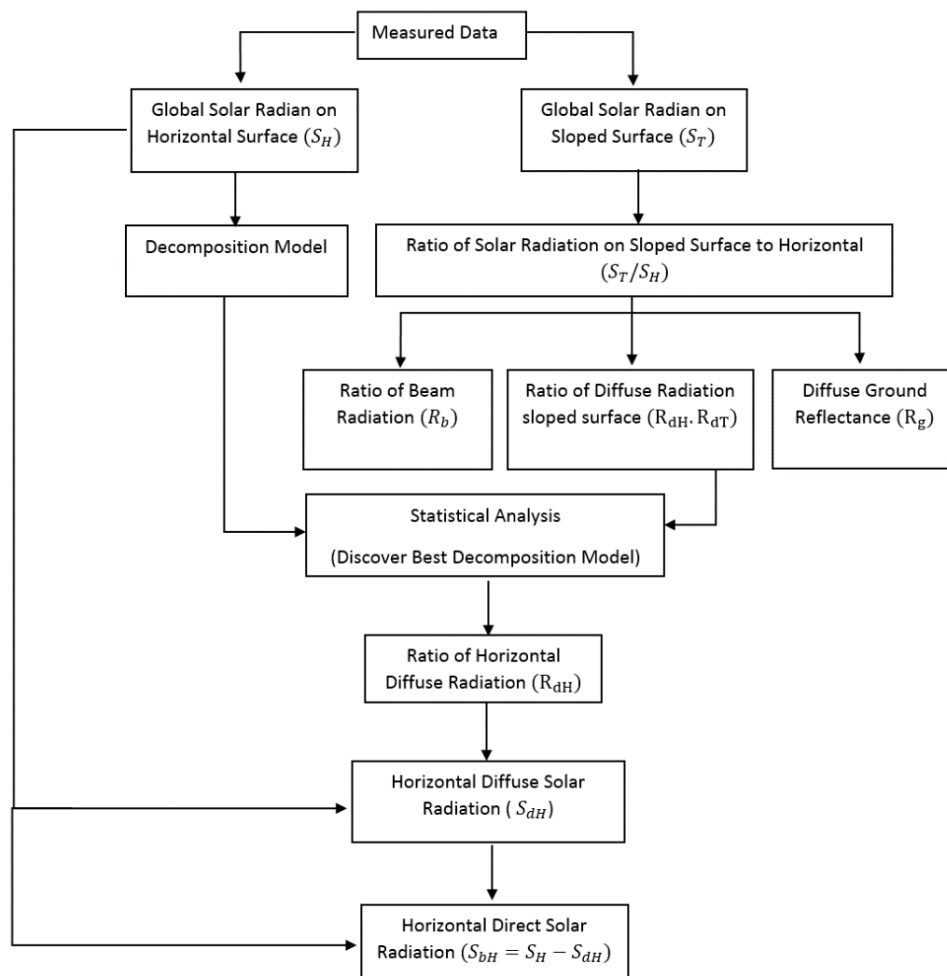 Measured Data
Global Solar Radian on
Horizontal Surface (S_H)
Global Solar Radian on
Sloped Surface (S_T)
Decomposition Model
Ratio of Solar Radiation on Sloped Surface to Horizontal
(S_T/S_H)
Ratio of Beam
Radiation (R_b)
Ratio of Diffuse Radiation
sloped surface (R_dH. R_dT)
Diffuse Ground
Reflectance (R_g)
Statistical Analysis
(Discover Best Decomposition Model)
Ratio of Horizontal
Diffuse Radiation (R_dH)
Horizontal Diffuse Solar
Radiation ( S_dH)
Horizontal Direct Solar
Radiation (S_bH = S_H − S_dH)